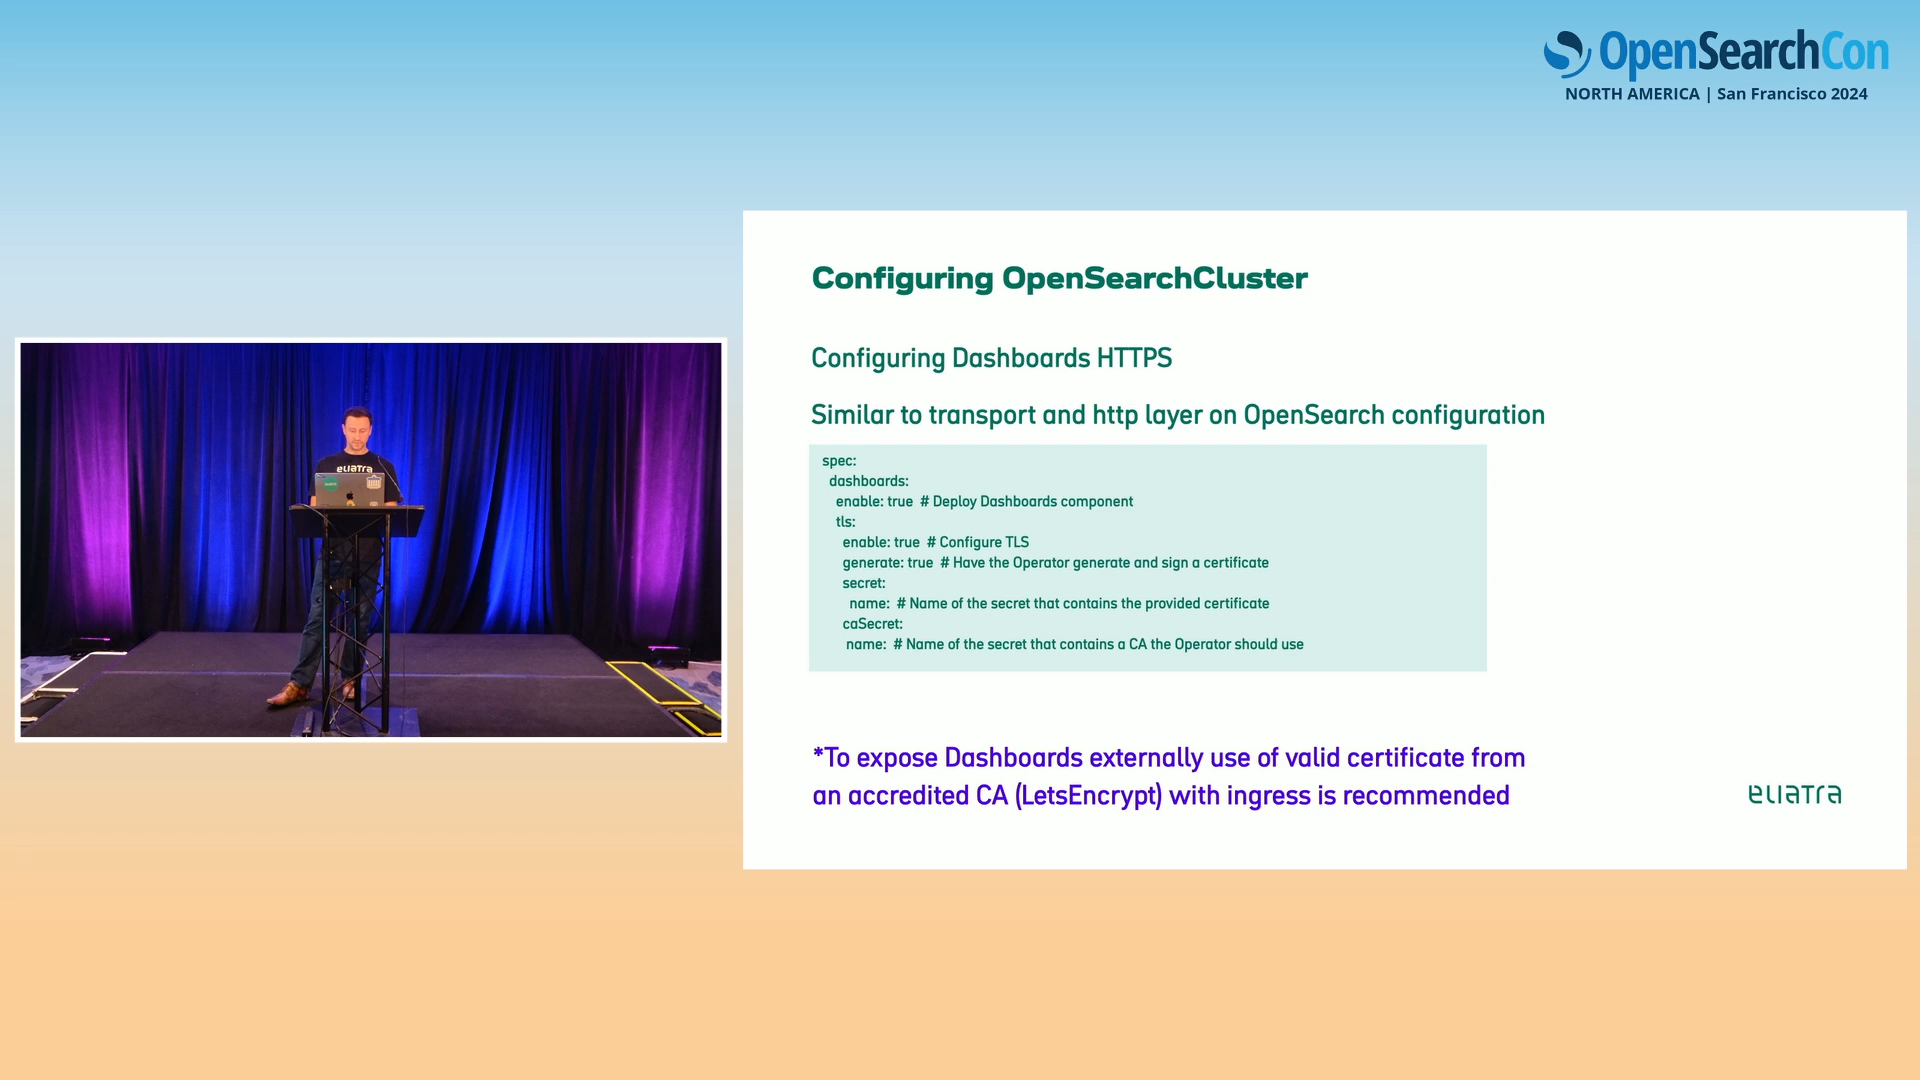 OpenSearchCon
NORTH AMERICA | San Francisco 2024
Configuring OpenSearchCluster
Configuring Dashboards HTTPS
Similar to transport and http layer on OpenSearch configuration
spec:
dashboards:
enable: true # Deploy Dashboards component
tls:
enable: true # Configure TLS
generate: true # Have the Operator generate and sign a certificate
secret:
name: # Name of the secret that contains the provided certificate
caSecret:
name: # Name of the secret that contains a CA the Operator should use
*To expose Dashboards externally use of valid certificate from
an accredited CA (LetsEncrypt) with ingress is recommended
eliatra
eliatra